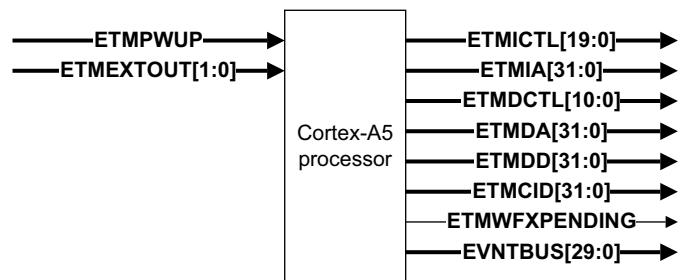 ETMPWUP
ETMEXTOUT[1:0]
Cortex-A5
processor
ETMICTL[19:0]
ETMIA[31:0]
ETMDCTL[10:0]
ETMDA[31:0]
ETMDD[31:0]
ETMCID[31:0]
ETMWFXPENDING
EVNTBUS[29:0]